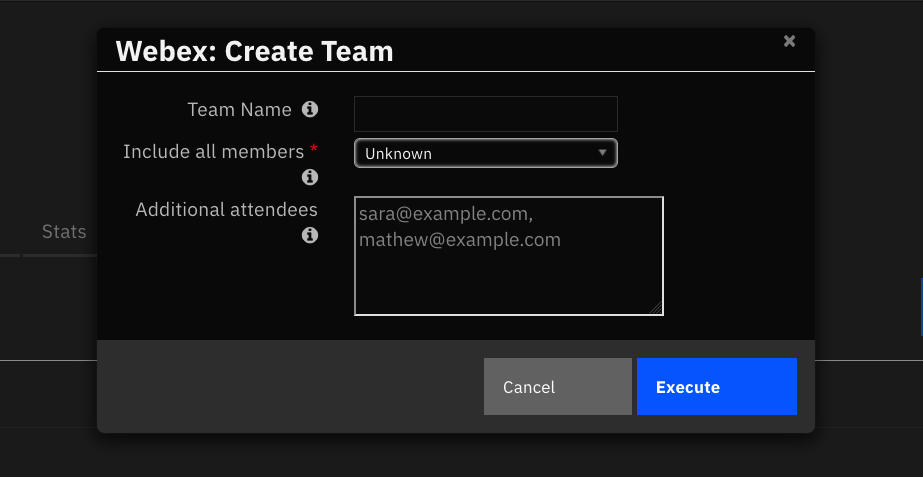 Webex: Create Team
×
Team Name
Include all members *
Unknown
Additional attendees
sara@example.com,
mathew@example.com
Stats
Cancel
Execute